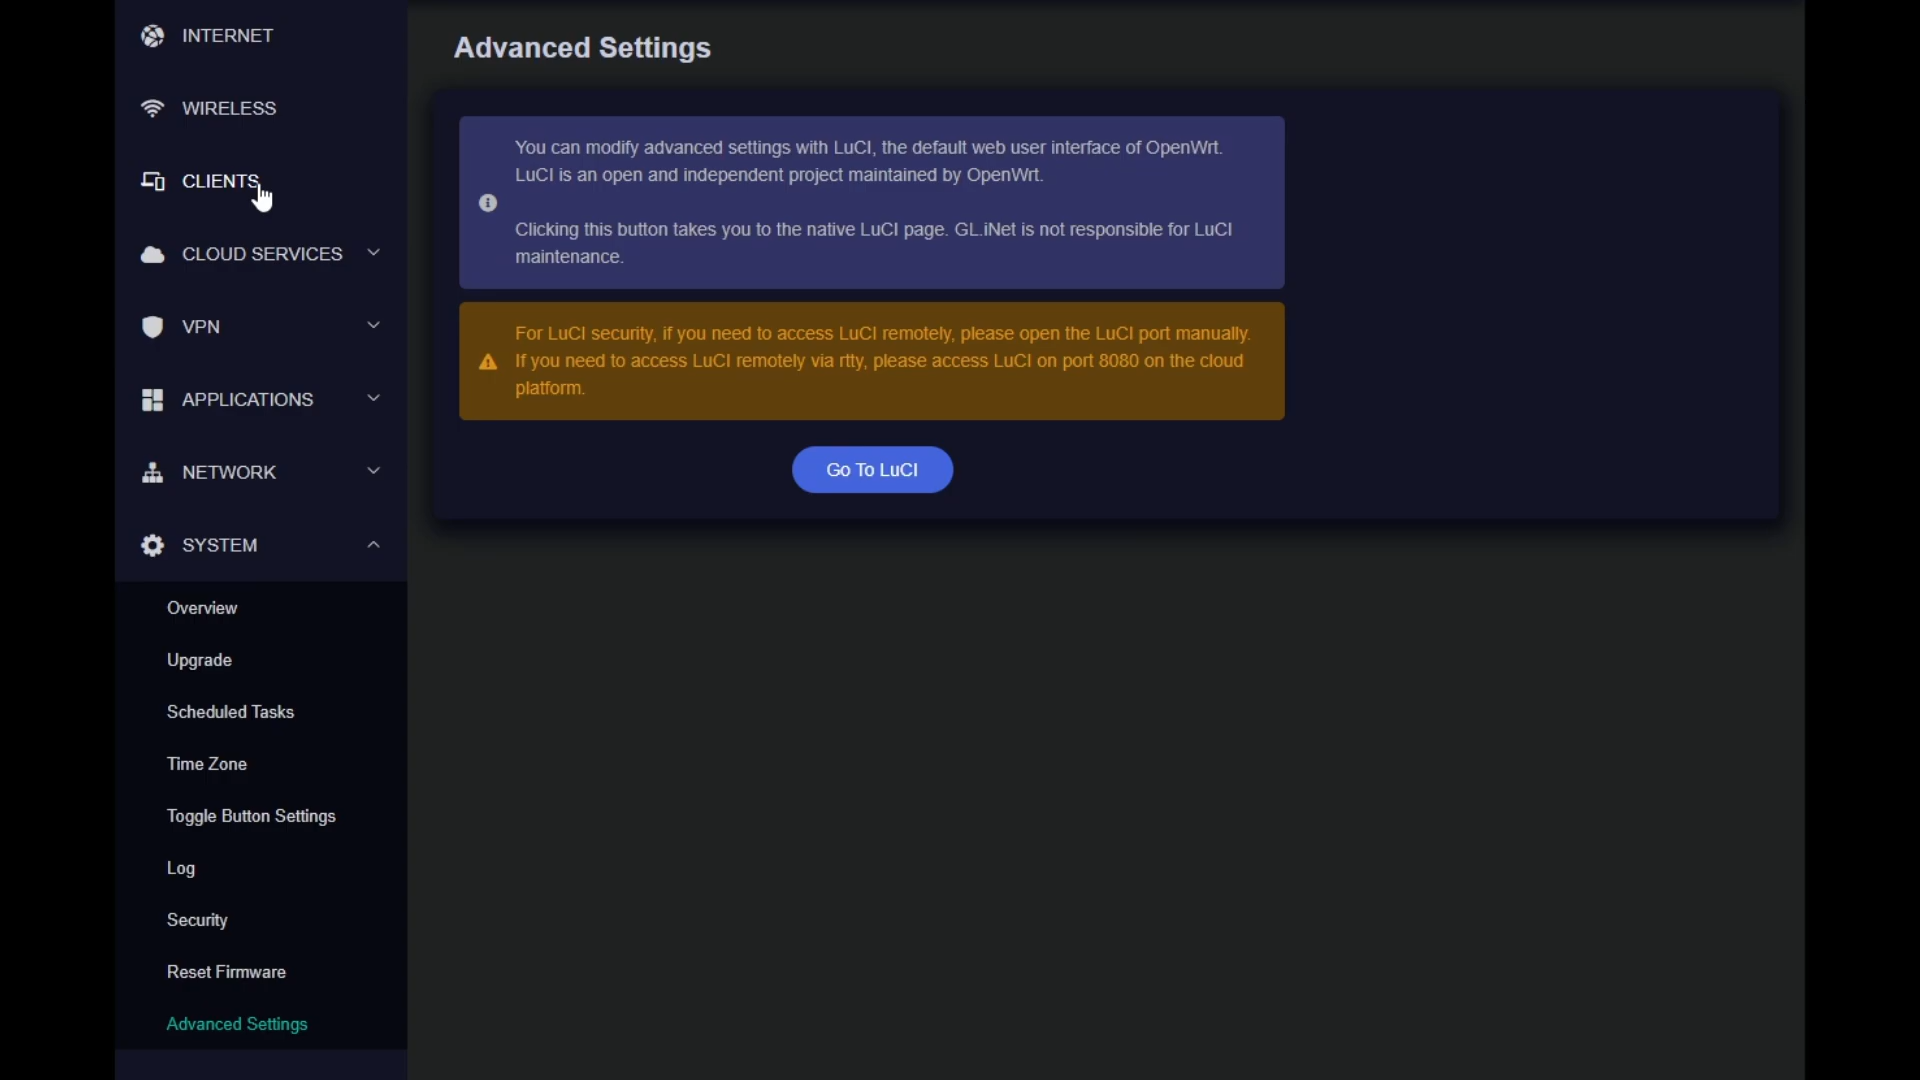 INTERNET
WIRELESS
CLIENTS
CLOUD SERVICES
VPN
APPLICATIONS
NETWORK
SYSTEM
Overview
Upgrade
Scheduled Tasks
Time Zone
Toggle Button Settings
Log
Security
Reset Firmware
Advanced Settings
Advanced Settings
You can modify advanced settings with LuCI, the default web user interface of OpenWrt.
LuCI is an open and independent project maintained by OpenWrt.
Clicking this button takes you to the native LuCI page. GL.iNet is not responsible for LuCI
maintenance.
For LuCI security, if you need to access LuCI remotely, please open the LuCI port manually.
If you need to access LuCI remotely via rtty, please access LuCI on port 8080 on the cloud
platform.
Go To LuCI